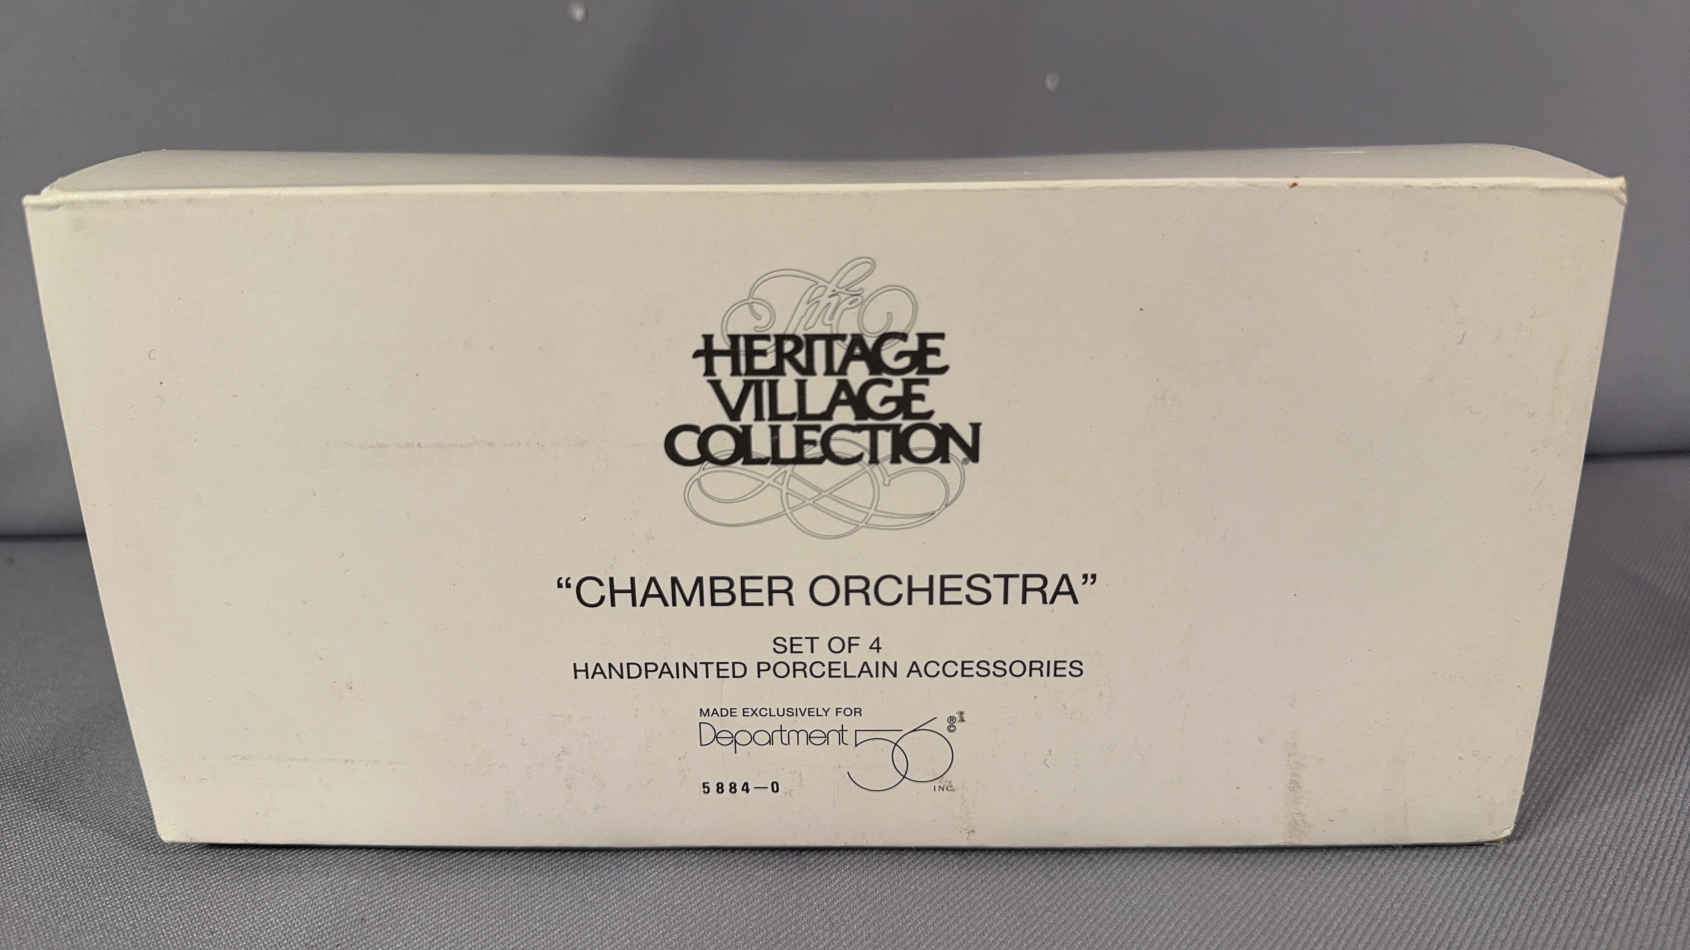 The
HERITAGE
VILLAGE
COLLECTION®
“CHAMBER ORCHESTRA”
SET OF 4
HANDPAINTED PORCELAIN ACCESSORIES
MADE EXCLUSIVELY FOR
Department 56 ®
©
INC.
5884–0